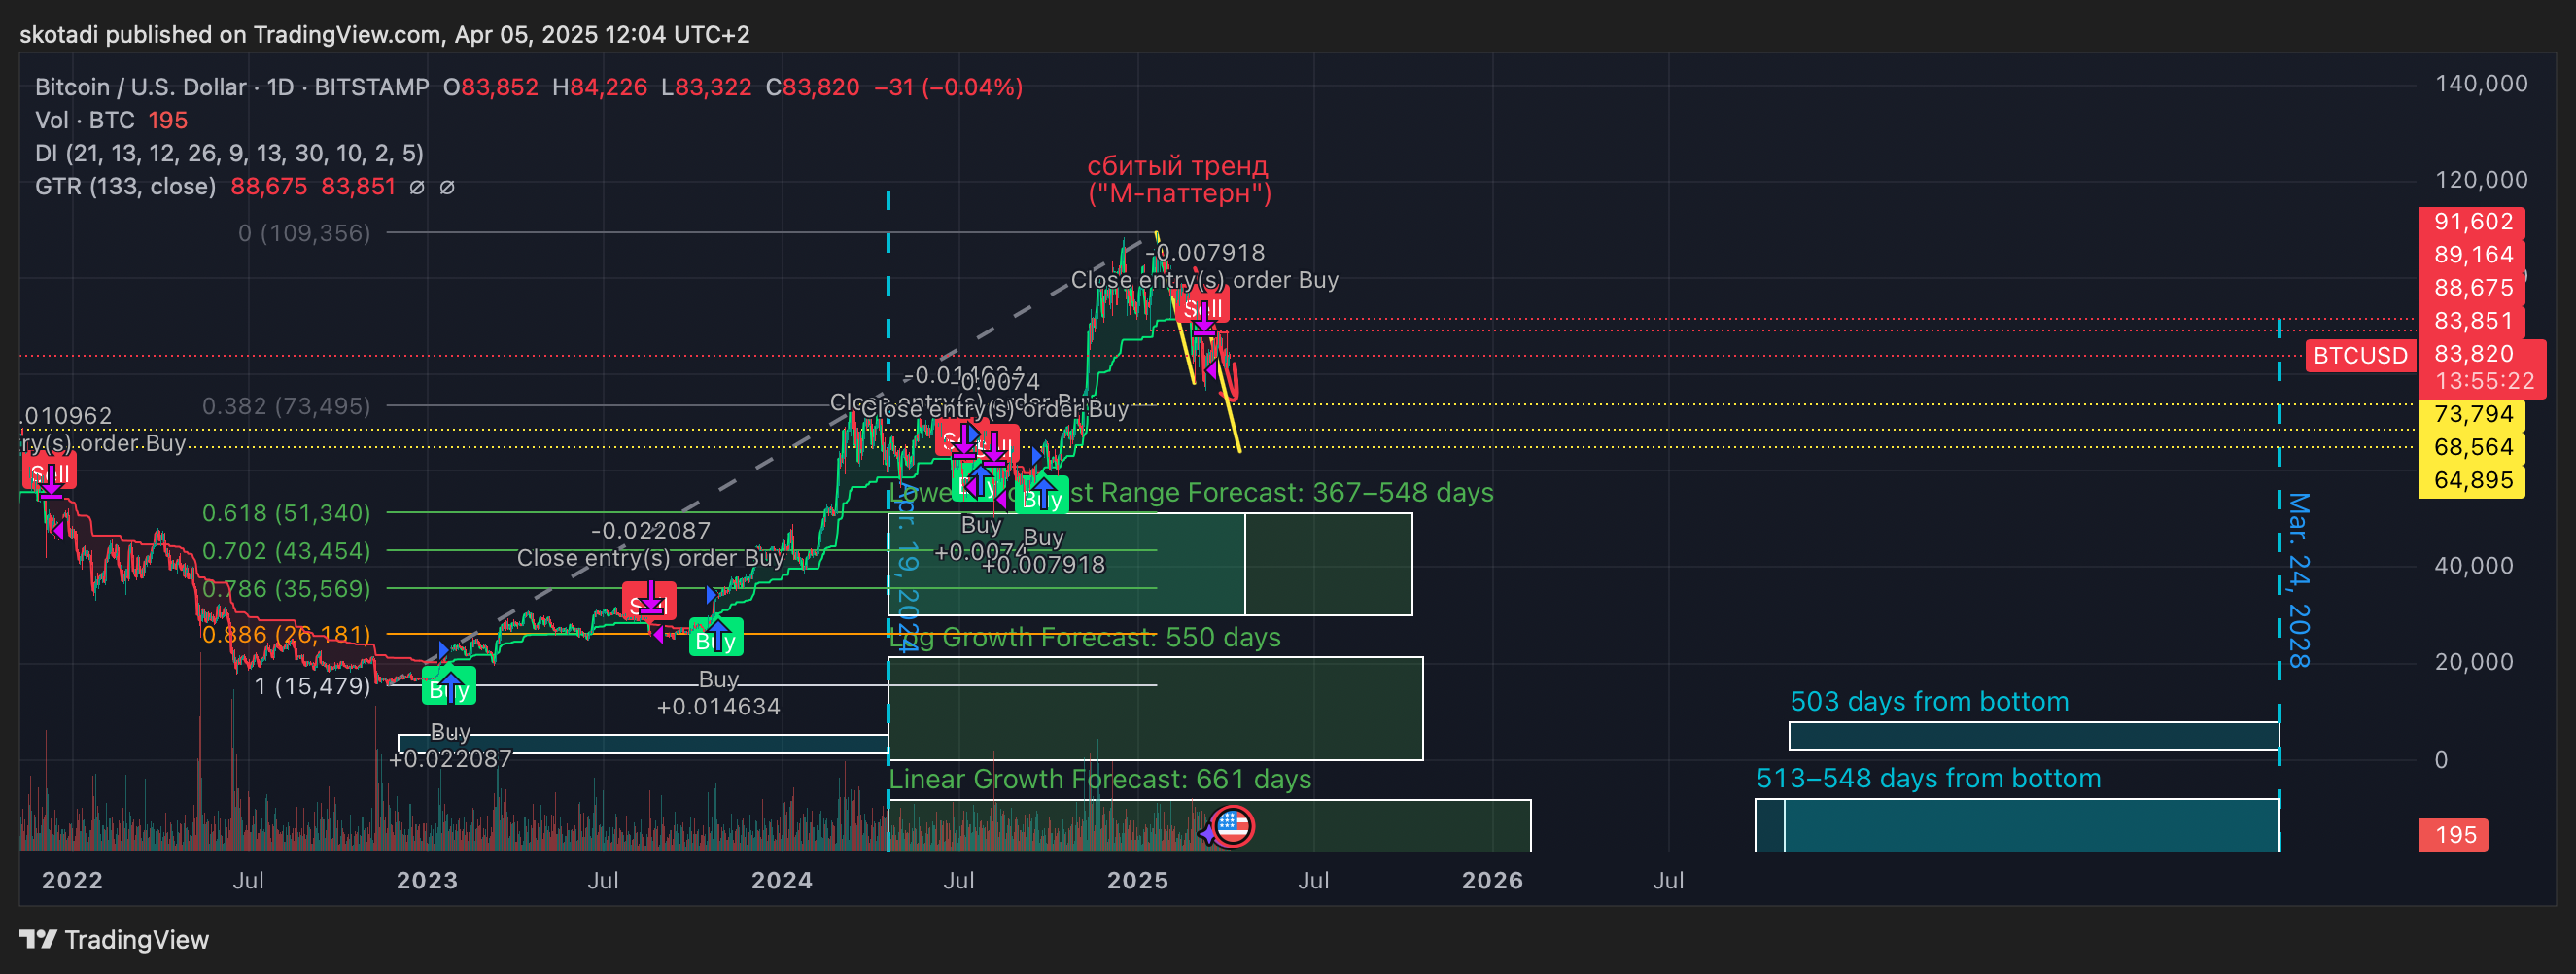 skotadi published on TradingView.com, Apr 05, 2025 12:04 UTC+2
Bitcoin / U.S. Dollar · 1D · BITSTAMP O83,852 H84,226 L83,322 C83,820 −31 (−0.04%)
Vol · BTC 195
DI (21, 13, 12, 26, 9, 13, 30, 10, 2, 5)
GTR (133, close) 88,675 83,851 ∅ ∅
140,000
120,000
сбитый тренд
("М-паттерн")
0 (109,356)
-0.007918
Close entry(s) order Buy
Sell
91,602
89,164
88,675
83,851
BTCUSD 83,820
13:55:22
73,794
68,564
64,895
-0.014634
-0.0074
Close entry(s) order Buy
Close entry(s) order Buy
0.382 (73,495)
.010962
ry(s) order Buy
Sell
Buy
Buy
Range Forecast: 367–548 days
0.618 (51,340)
0.702 (43,454)
0.786 (35,569)
0.886 (26,181)
1 (15,479)
-0.022087
Close entry(s) order Buy
Sell
Buy
Buy
+0.014634
Buy
Buy
+0.022087
Buy
+0.0074
Buy
+0.007918
Apr. 19, 2024
Log Growth Forecast: 550 days
Linear Growth Forecast: 661 days
Mar. 24, 2028
503 days from bottom
513–548 days from bottom
40,000
20,000
0
195
2022 Jul 2023 Jul 2024 Jul 2025 Jul 2026 Jul
TradingView